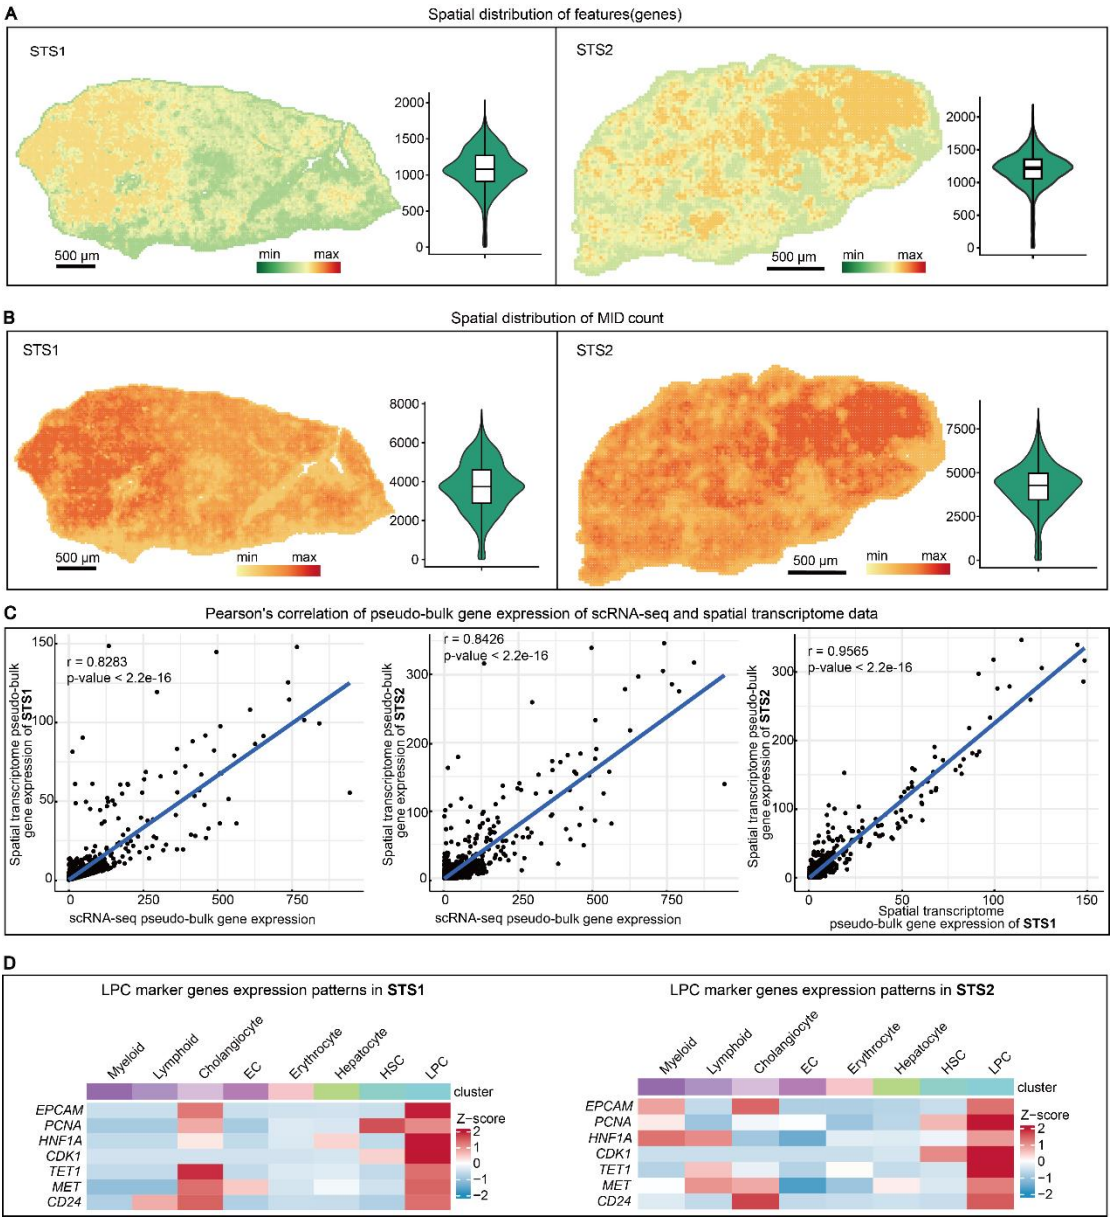 A
Spatial distribution of features(genes)
STS1
2000
1500
1000
500
0
500 μm
min max
STS2
2000
1500
1000
500
0
500 μm
min max
B
Spatial distribution of MID count
STS1
8000
6000
4000
2000
0
500 μm
min max
STS2
7500
5000
2500
0
500 μm
min max
C
Pearson's correlation of pseudo-bulk gene expression of scRNA-seq and spatial transcriptome data
Spatial transcriptome pseudo-bulk
gene expression of STS1
150
100
50
0
r = 0.8283
p-value < 2.2e-16
0 250 500 750
scRNA-seq pseudo-bulk gene expression
Spatial transcriptome pseudo-bulk
gene expression of STS2
300
200
100
0
r = 0.8426
p-value < 2.2e-16
0 250 500 750
scRNA-seq pseudo-bulk gene expression
Spatial transcriptome pseudo-bulk
gene expression of STS2
300
200
100
0
r = 0.9565
p-value < 2.2e-16
0 50 100 150
Spatial transcriptome
pseudo-bulk gene expression of STS1
D
LPC marker genes expression patterns in STS1
Myeloid
Lymphoid
Cholangiocyte
EC
Erythrocyte
Hepatocyte
HSC
LPC
cluster
EPCAM
PCNA
HNF1A
CDK1
TET1
MET
CD24
Z-score
2
1
0
−1
−2
LPC marker genes expression patterns in STS2
Myeloid
Lymphoid
Cholangiocyte
EC
Erythrocyte
Hepatocyte
HSC
LPC
cluster
EPCAM
PCNA
HNF1A
CDK1
TET1
MET
CD24
Z-score
2
1
0
−1
−2